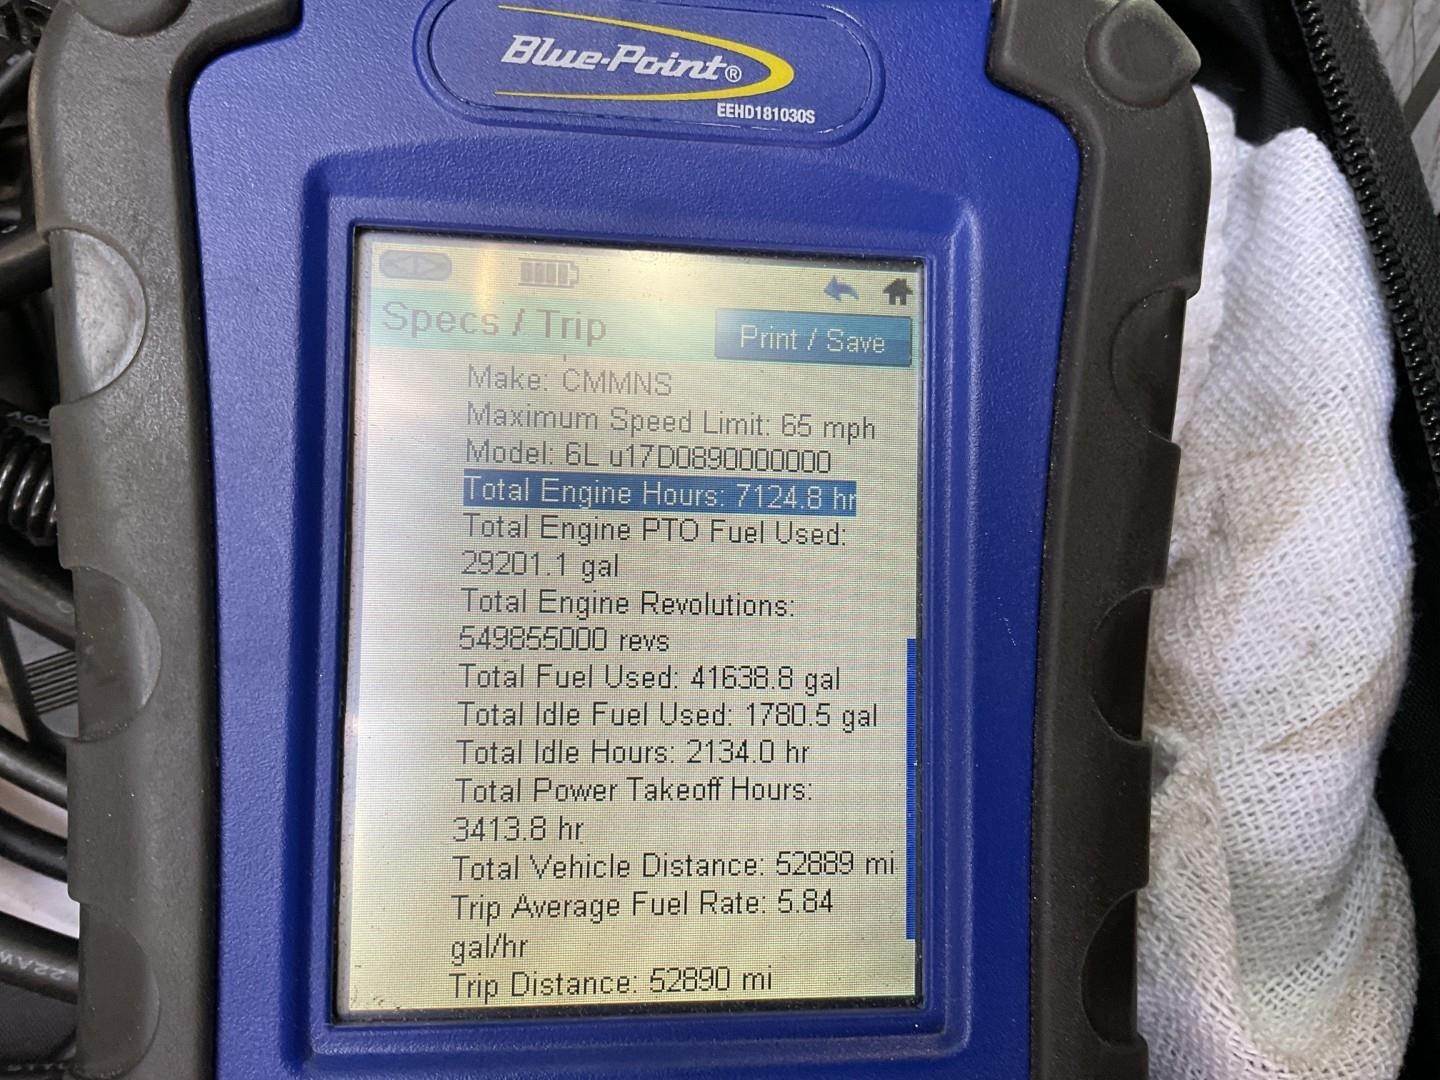 Blue-Point®
EEHD181030S
Specs / Trip
Print / Save
Make: CMMNS
Maximum Speed Limit: 65 mph
Model: 6L u17D0890000000
Total Engine Hours: 7124.8 hr
Total Engine PTO Fuel Used:
29201.1 gal
Total Engine Revolutions:
549855000 revs
Total Fuel Used: 41638.8 gal
Total Idle Fuel Used: 1780.5 gal
Total Idle Hours: 2134.0 hr
Total Power Takeoff Hours:
3413.8 hr
Total Vehicle Distance: 52889 mi
Trip Average Fuel Rate: 5.84
gal/hr
Trip Distance: 52890 mi